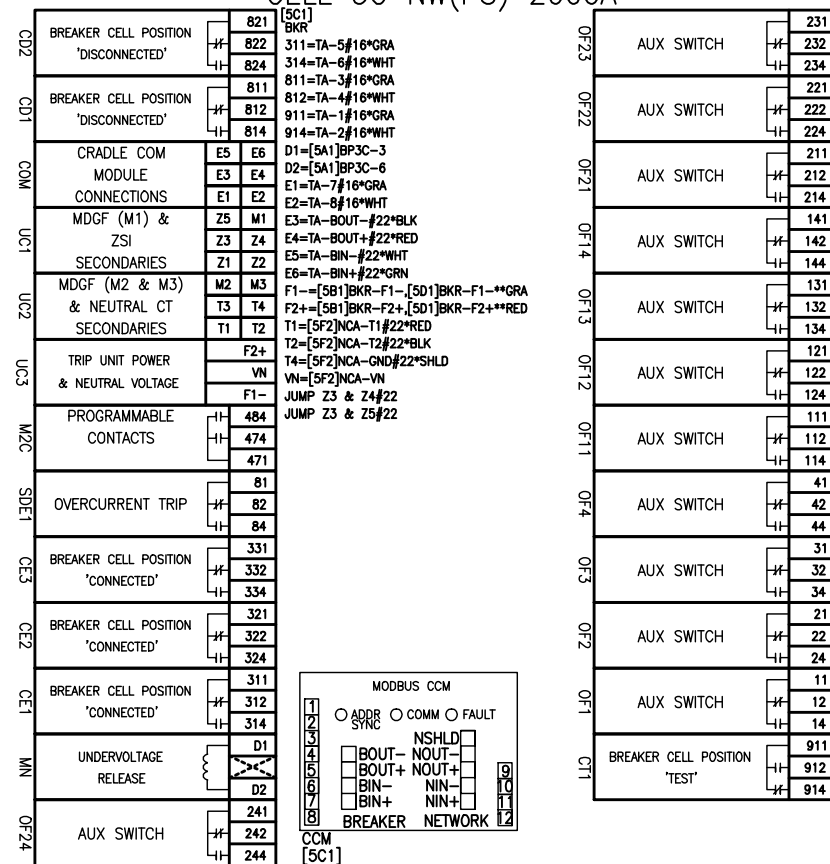 821
BREAKER CELL POSITION
'DISCONNECTED'
822
824
CD2
811
BREAKER CELL POSITION
'DISCONNECTED'
812
814
CD1
CRADLE COM
MODULE
CONNECTIONS
E5 E6
E3 E4
E1 E2
COM
MDGF (M1) &
ZSI
SECONDARIES
Z5 M1
Z3 Z4
Z1 Z2
UC1
MDGF (M2 & M3)
& NEUTRAL CT
SECONDARIES
M2 M3
T3 T4
T1 T2
UC2
TRIP UNIT POWER
& NEUTRAL VOLTAGE
F2+
VN
F1-
UC3
PROGRAMMABLE
CONTACTS
484
474
471
M2C
OVERCURRENT TRIP
81
82
84
SDE1
BREAKER CELL POSITION
'CONNECTED'
331
332
334
CE3
BREAKER CELL POSITION
'CONNECTED'
321
322
324
CE2
BREAKER CELL POSITION
'CONNECTED'
311
312
314
CE1
UNDERVOLTAGE
RELEASE
D1
D2
MN
AUX SWITCH
241
242
244
OF24
[5C1]
BKR
311=TA-5#16*GRA
314=TA-6#16*WHT
811=TA-3#16*GRA
812=TA-4#16*WHT
911=TA-1#16*GRA
914=TA-2#16*WHT
D1=[5A1]BP3C-3
D2=[5A1]BP3C-6
E1=TA-7#16*GRA
E2=TA-8#16*WHT
E3=TA-BOUT-#22*BLK
E4=TA-BOUT+#22*RED
E5=TA-BIN-#22*WHT
E6=TA-BIN+#22*GRN
F1-=[5B1]BKR-F1-,[5D1]BKR-F1-**GRA
F2+=[5B1]BKR-F2+,[5D1]BKR-F2+**RED
T1=[5F2]NCA-T1#22*RED
T2=[5F2]NCA-T2#22*BLK
T4=[5F2]NCA-GND#22*SHLD
VN=[5F2]NCA-VN
JUMP Z3 & Z4#22
JUMP Z3 & Z5#22
MODBUS CCM
ADDR SYNC COMM FAULT
1
2
3
4
5
6
7
8
NSHLD
BOUT- NOUT-
BOUT+ NOUT+
BIN- NIN-
BIN+ NIN+
BREAKER NETWORK
9
10
11
12
CCM
[5C1]
OF23
AUX SWITCH
231
232
234
OF22
AUX SWITCH
221
222
224
OF21
AUX SWITCH
211
212
214
OF14
AUX SWITCH
141
142
144
OF13
AUX SWITCH
131
132
134
OF12
AUX SWITCH
121
122
124
OF11
AUX SWITCH
111
112
114
OF4
AUX SWITCH
41
42
44
OF3
AUX SWITCH
31
32
34
OF2
AUX SWITCH
21
22
24
OF1
AUX SWITCH
11
12
14
CT1
BREAKER CELL POSITION
'TEST'
911
912
914